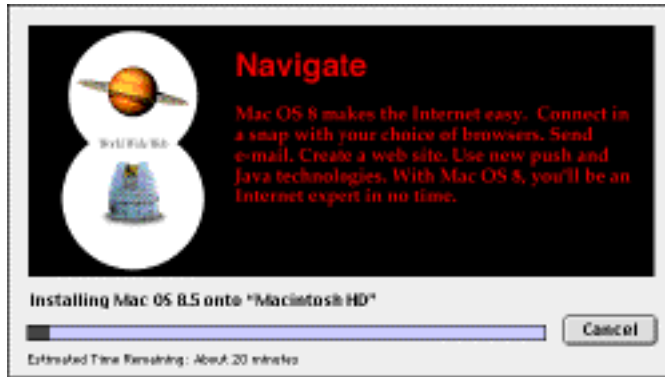 Navigate
Mac OS 8 makes the Internet easy. Connect in
a snap with your choice of browsers. Send
e-mail. Create a web site. Use new push and
Java technologies. With Mac OS 8, you'll be an
Internet expert in no time.
World Wide Web
Installing Mac OS 8.5 onto "Macintosh HD"
Cancel
Estimated Time Remaining: About 20 minutes